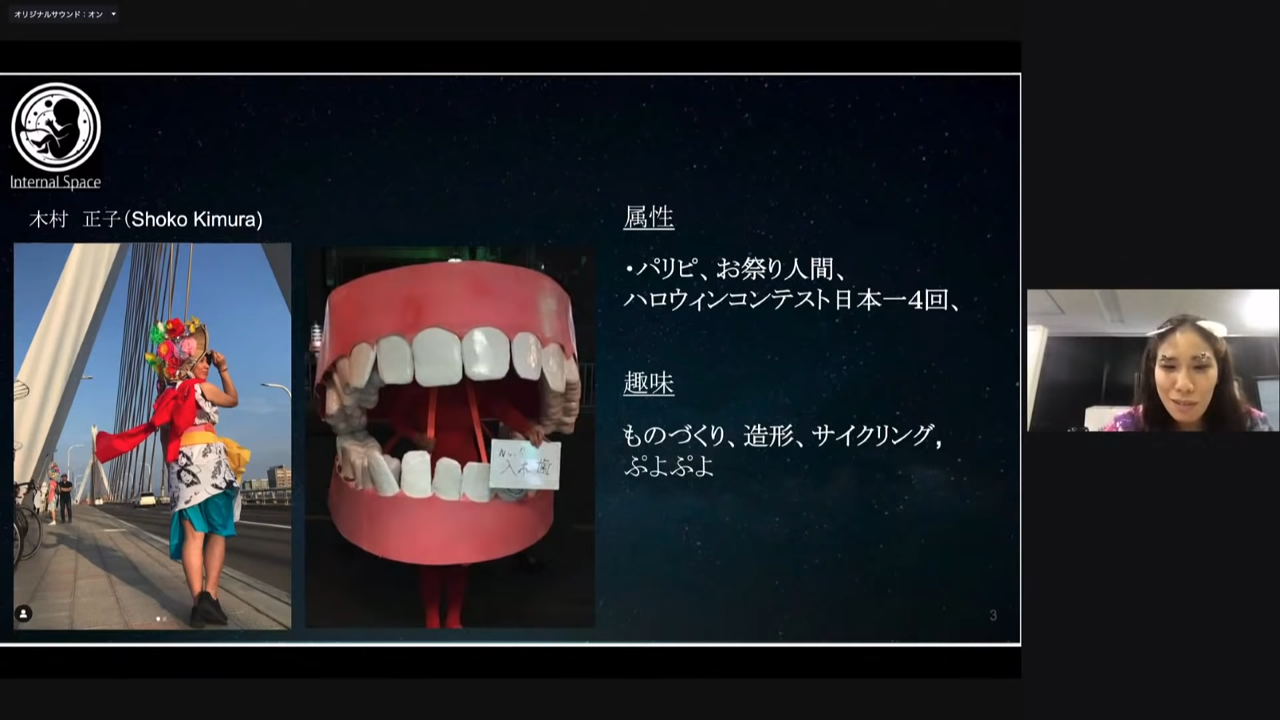 オリジナルサウンド：オン
Internal Space
木村　正子（Shoko Kimura)
No.5
入れ歯
属性
・パリピ、お祭り人間、
ハロウィンコンテスト日本一4回、
趣味
ものづくり、造形、サイクリング，
ぷよぷよ
3